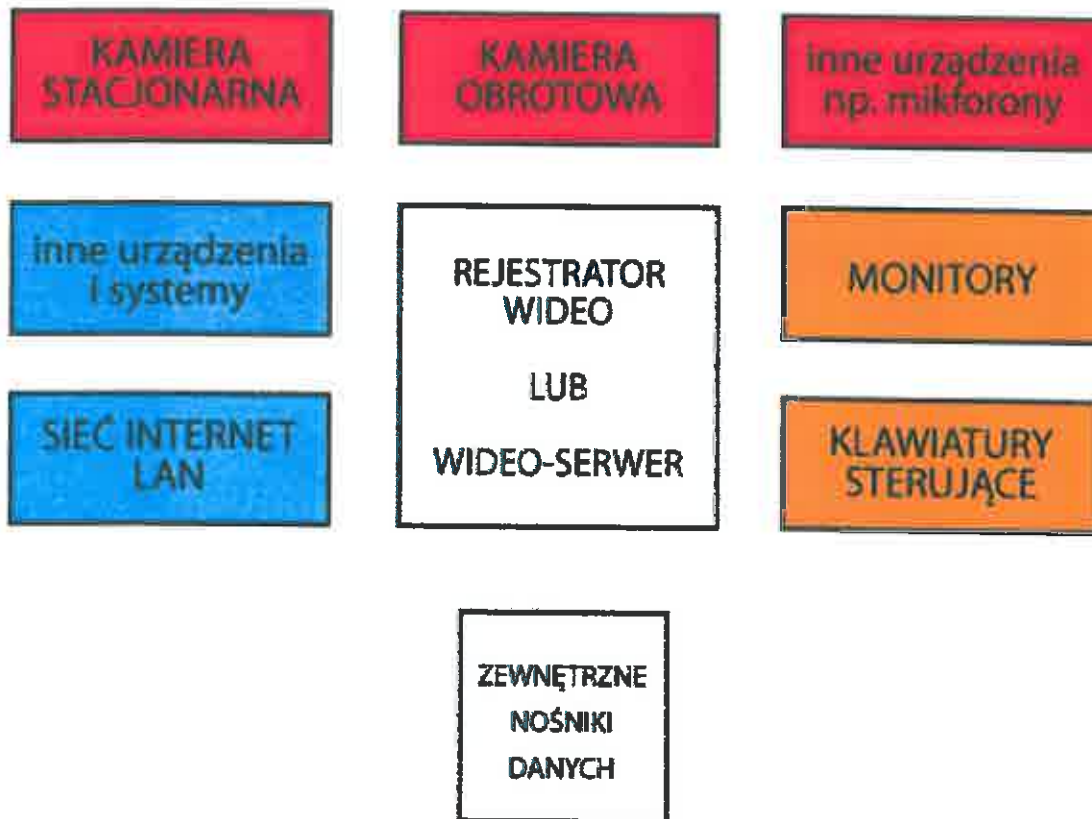 KAMIERA
STACJONARNA
KAMIERA
OBROTOWA
inne urządzenia
np. mikforony
inne urządzenia
i systemy
REJESTRATOR
WIDEO
LUB
WIDEO-SERWER
MONITORY
SIEĆ INTERNET
LAN
KLAWIATURY
STERUJĄCE
ZEWNĘTRZNE
NOŚNIKI
DANYCH